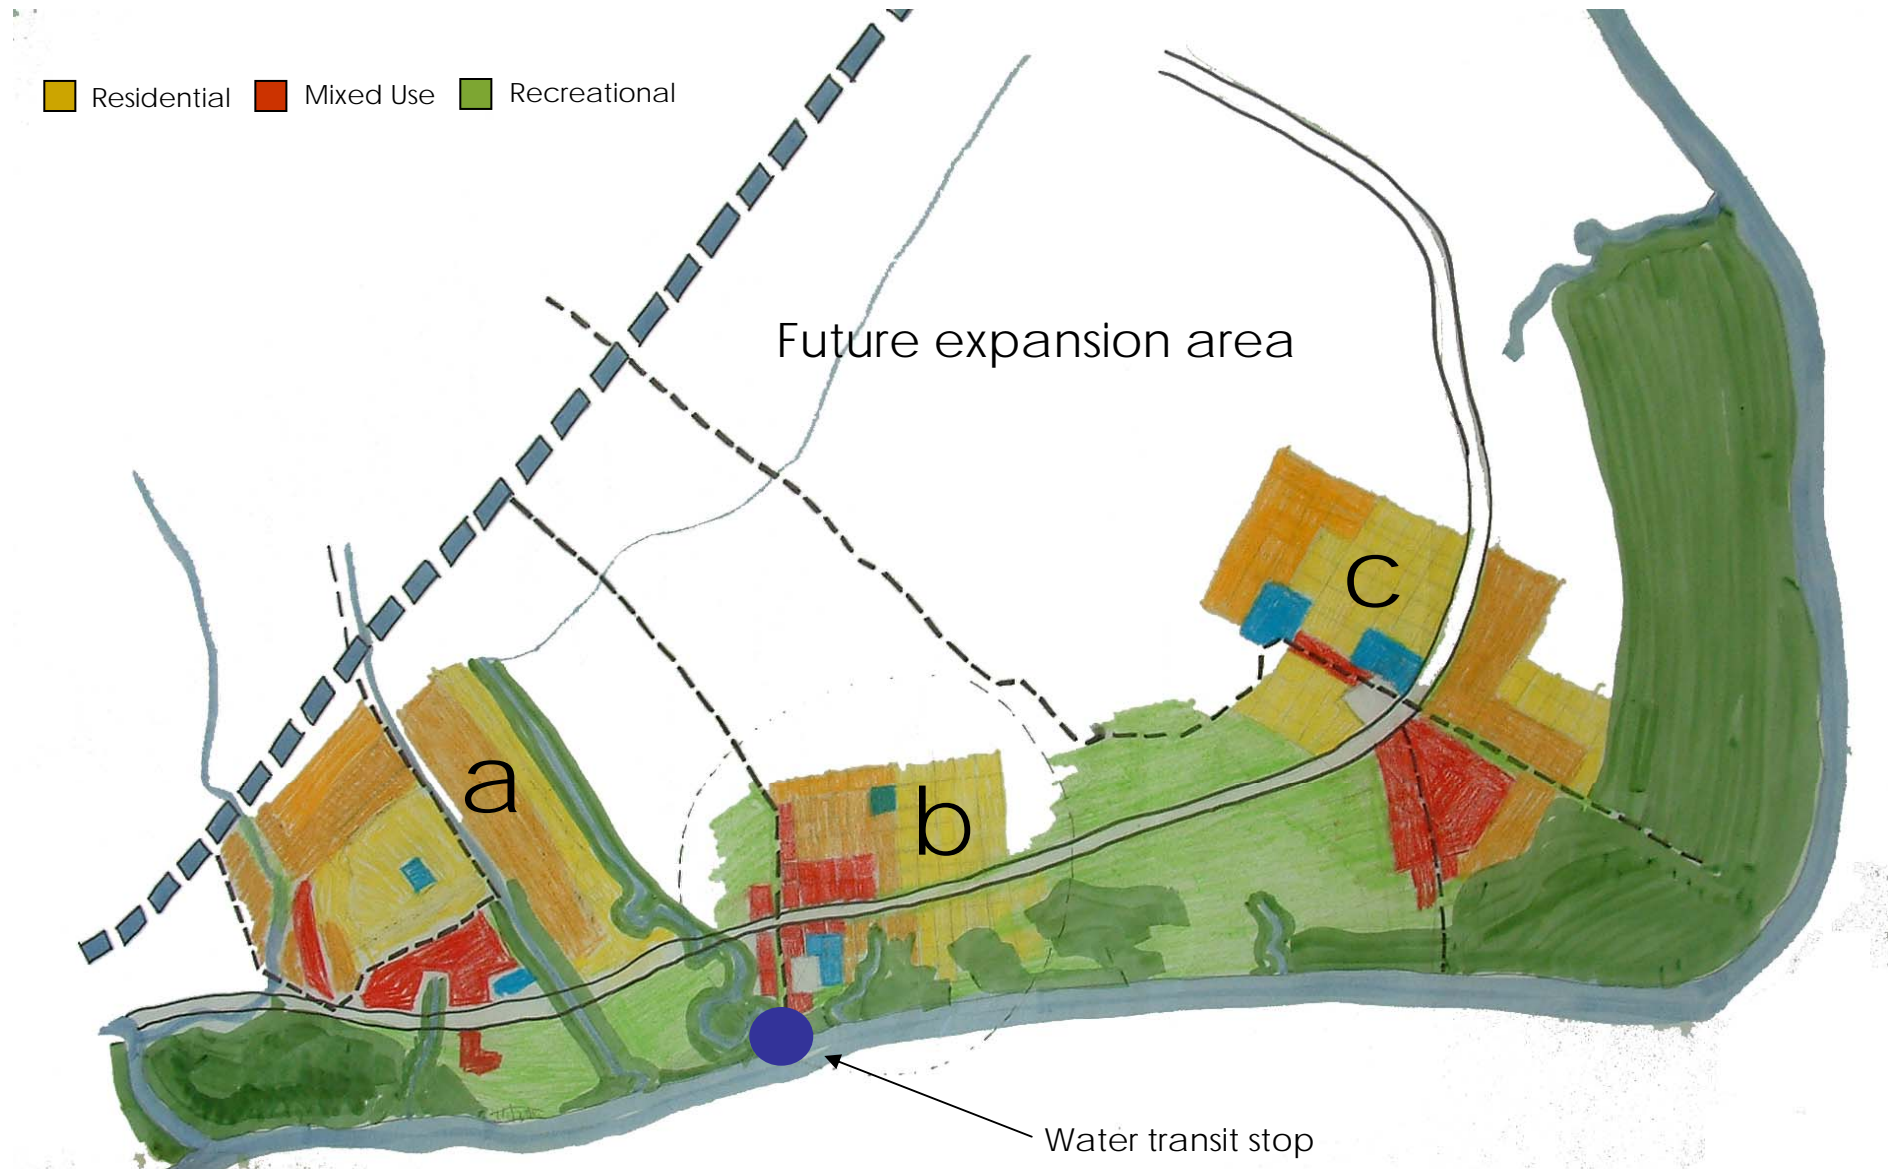 Residential Mixed Use Recreational
Future expansion area
c
a
b
Water transit stop